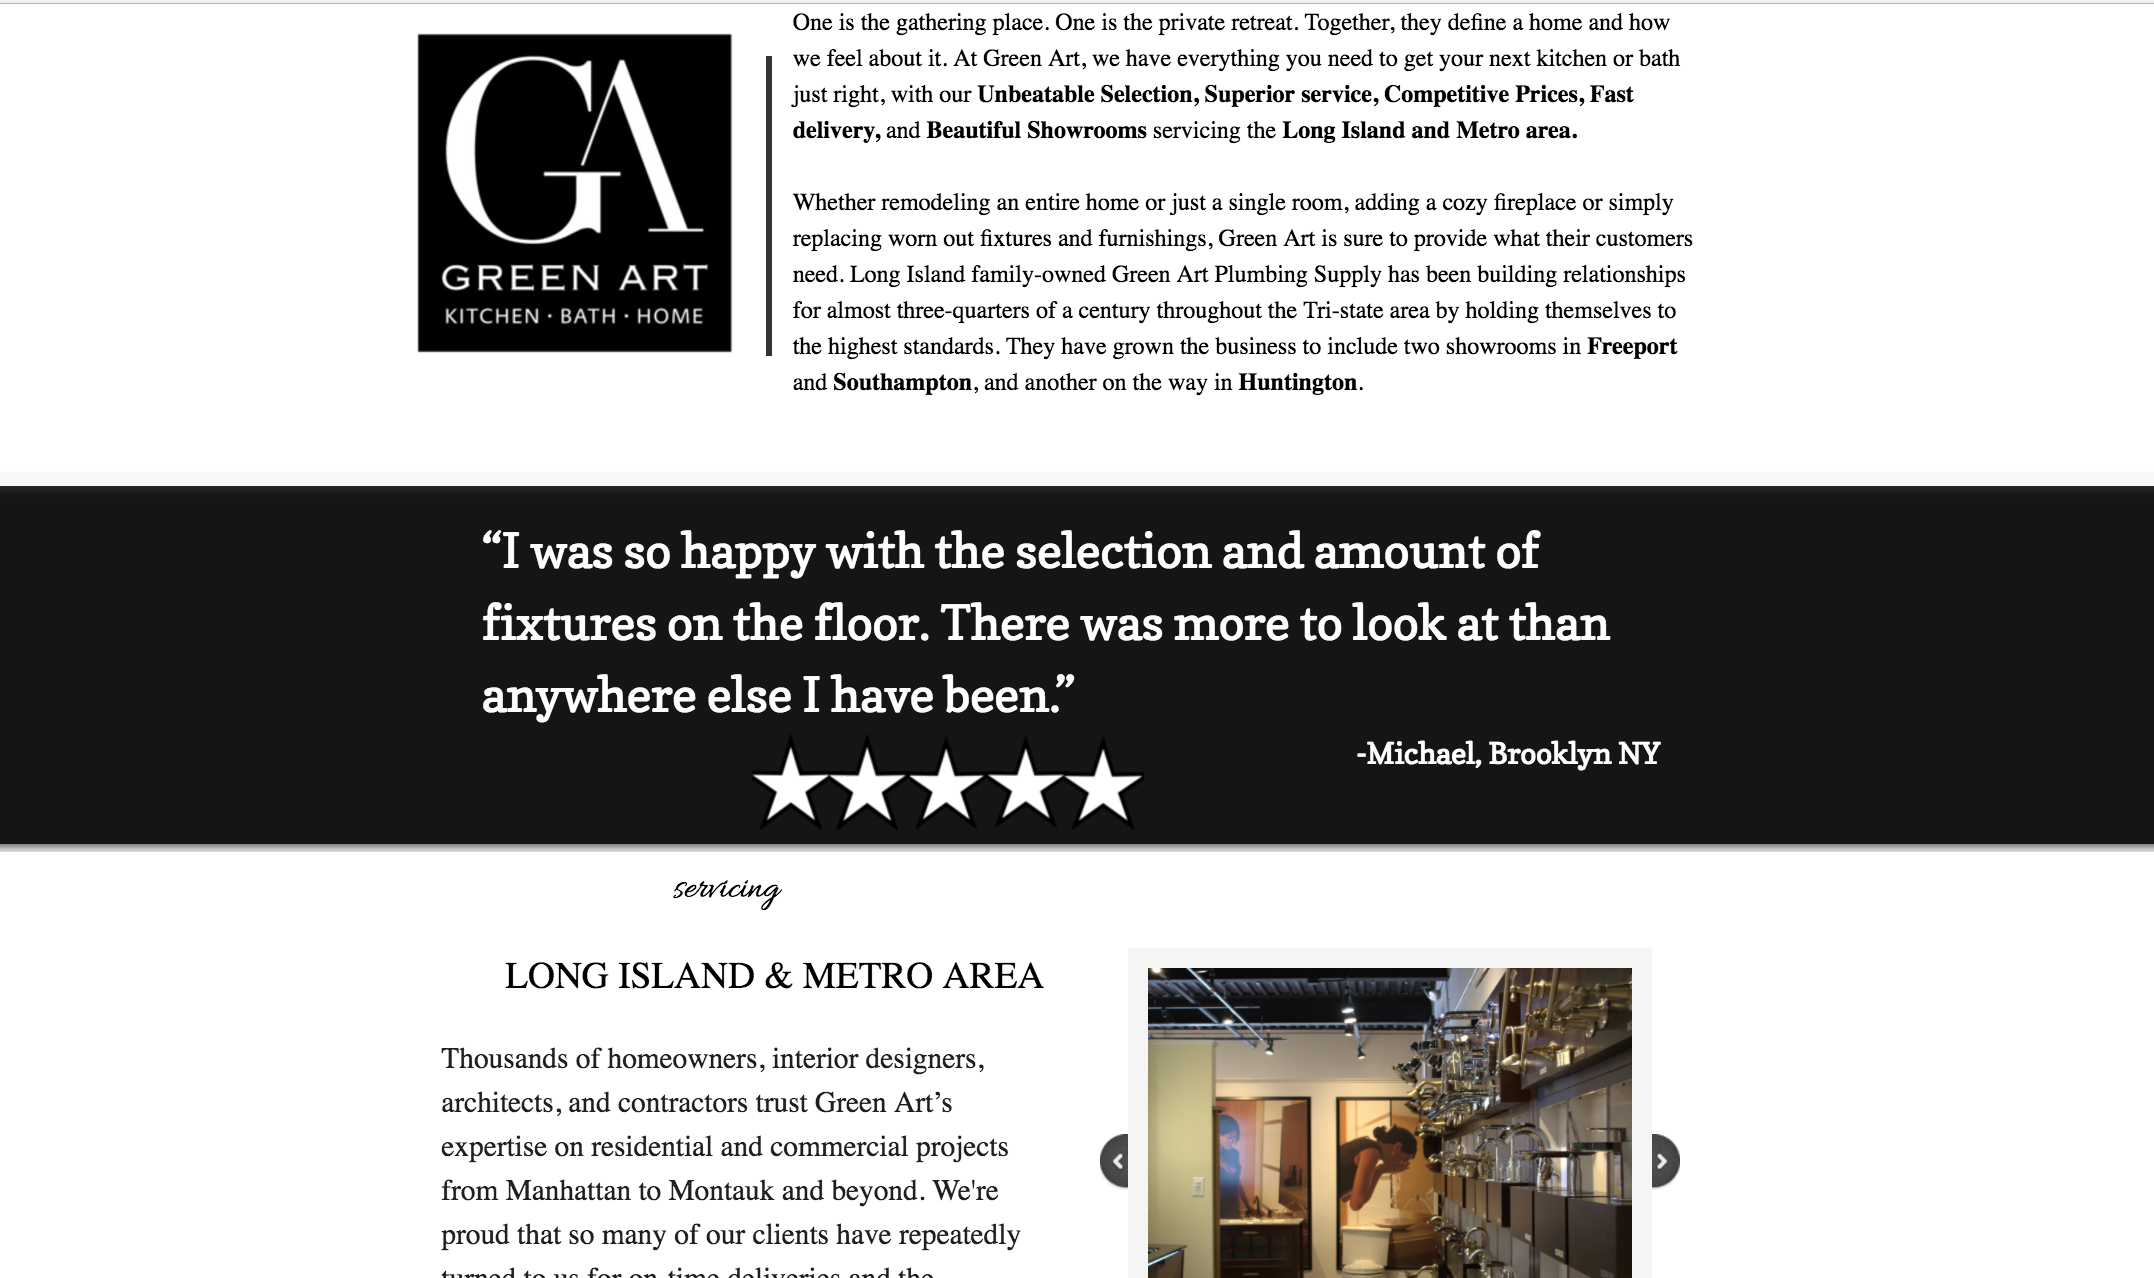 GA
GREEN ART
KITCHEN · BATH · HOME
One is the gathering place. One is the private retreat. Together, they define a home and how
we feel about it. At Green Art, we have everything you need to get your next kitchen or bath
just right, with our Unbeatable Selection, Superior service, Competitive Prices, Fast
delivery, and Beautiful Showrooms servicing the Long Island and Metro area.
Whether remodeling an entire home or just a single room, adding a cozy fireplace or simply
replacing worn out fixtures and furnishings, Green Art is sure to provide what their customers
need. Long Island family-owned Green Art Plumbing Supply has been building relationships
for almost three-quarters of a century throughout the Tri-state area by holding themselves to
the highest standards. They have grown the business to include two showrooms in Freeport
and Southampton, and another on the way in Huntington.
“I was so happy with the selection and amount of
fixtures on the floor. There was more to look at than
anywhere else I have been.”
-Michael, Brooklyn NY
servicing
LONG ISLAND & METRO AREA
Thousands of homeowners, interior designers,
architects, and contractors trust Green Art’s
expertise on residential and commercial projects
from Manhattan to Montauk and beyond. We're
proud that so many of our clients have repeatedly
turned to us for on-time deliveries and the